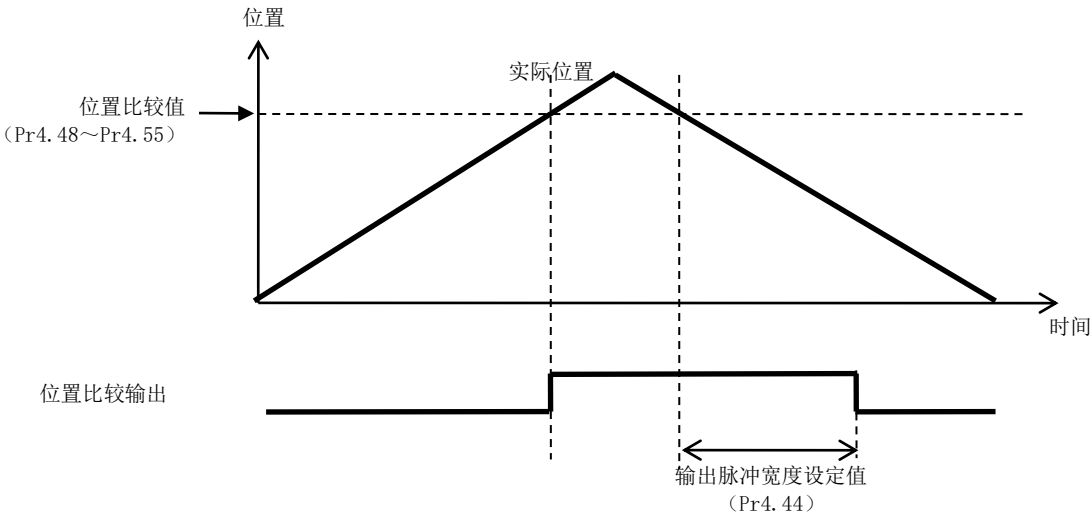 位置
实际位置
位置比较值
（Pr4.48～Pr4.55）
时间
位置比较输出
输出脉冲宽度设定值
（Pr4.44）